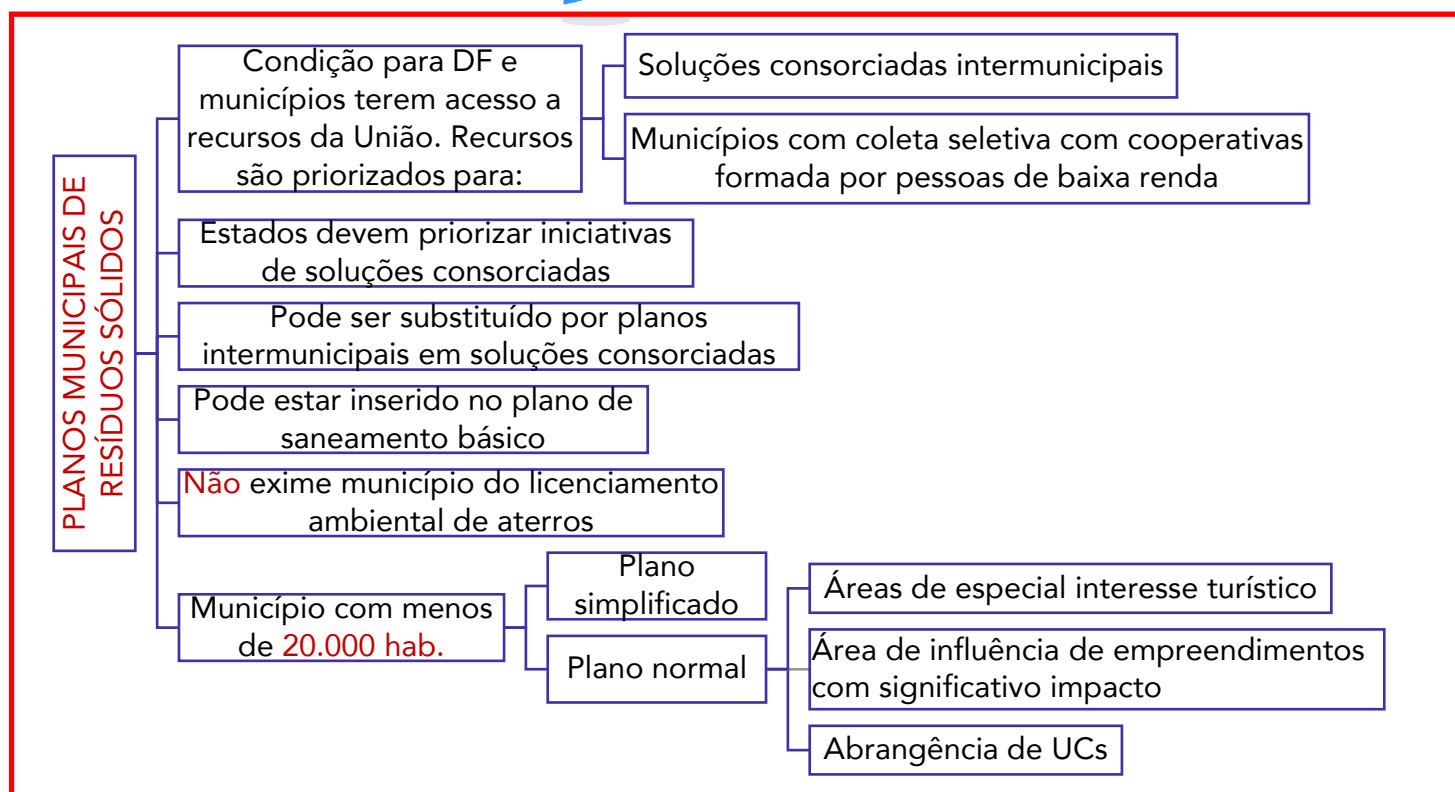 PLANOS MUNICIPAIS DE
RESÍDUOS SÓLIDOS
Condição para DF e
municípios terem acesso a
recursos da União. Recursos
são priorizados para:
Soluções consorciadas intermunicipais
Municípios com coleta seletiva com cooperativas
formada por pessoas de baixa renda
Estados devem priorizar iniciativas
de soluções consorciadas
Pode ser substituído por planos
intermunicipais em soluções consorciadas
Pode estar inserido no plano de
saneamento básico
Não exime município do licenciamento
ambiental de aterros
Município com menos
de 20.000 hab.
Plano
simplificado
Plano normal
Áreas de especial interesse turístico
Área de influência de empreendimentos
com significativo impacto
Abrangência de UCs